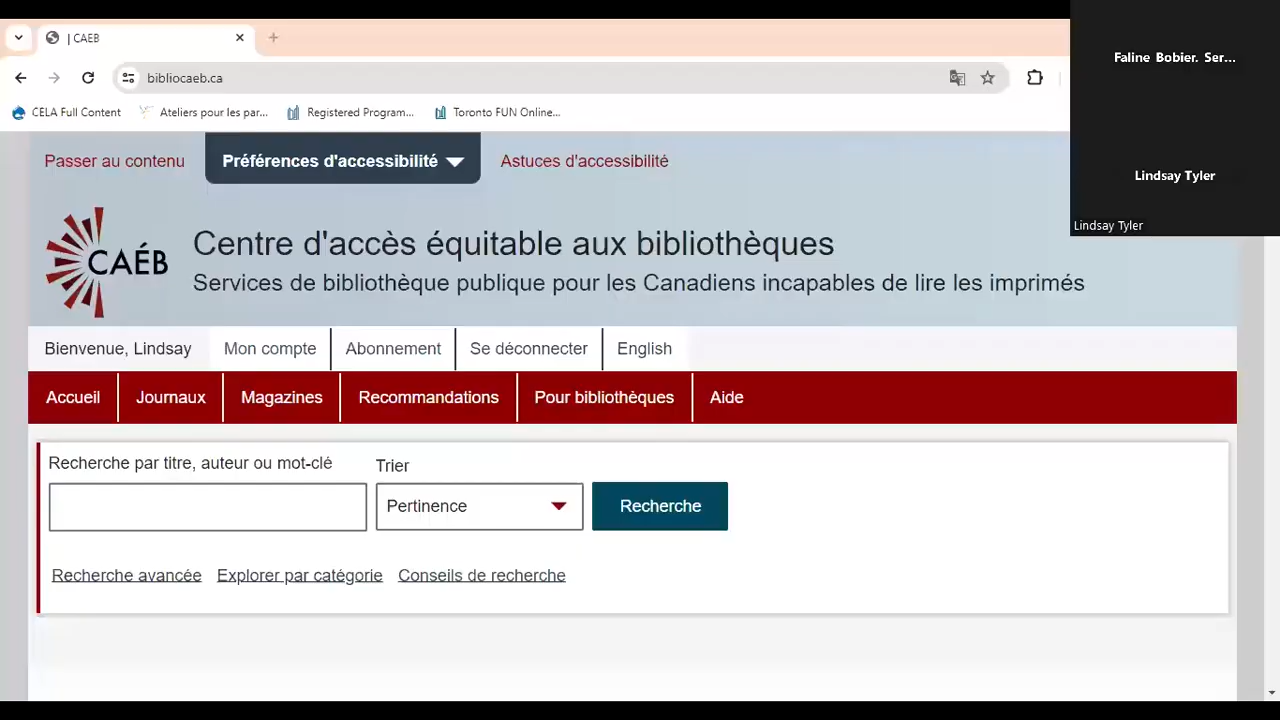 | CAEB
bibliocaeb.ca
CELA Full Content
Ateliers pour les par...
Registered Program...
Toronto FUN Online...
Faline Bobier. Ser...
Lindsay Tyler
Lindsay Tyler
Passer au contenu
Préférences d'accessibilité
Astuces d'accessibilité
CAÉB
Centre d'accès équitable aux bibliothèques
Services de bibliothèque publique pour les Canadiens incapables de lire les imprimés
Bienvenue, Lindsay
Mon compte
Abonnement
Se déconnecter
English
Accueil
Journaux
Magazines
Recommandations
Pour bibliothèques
Aide
Recherche par titre, auteur ou mot-clé
Trier
Pertinence
Recherche
Recherche avancée
Explorer par catégorie
Conseils de recherche